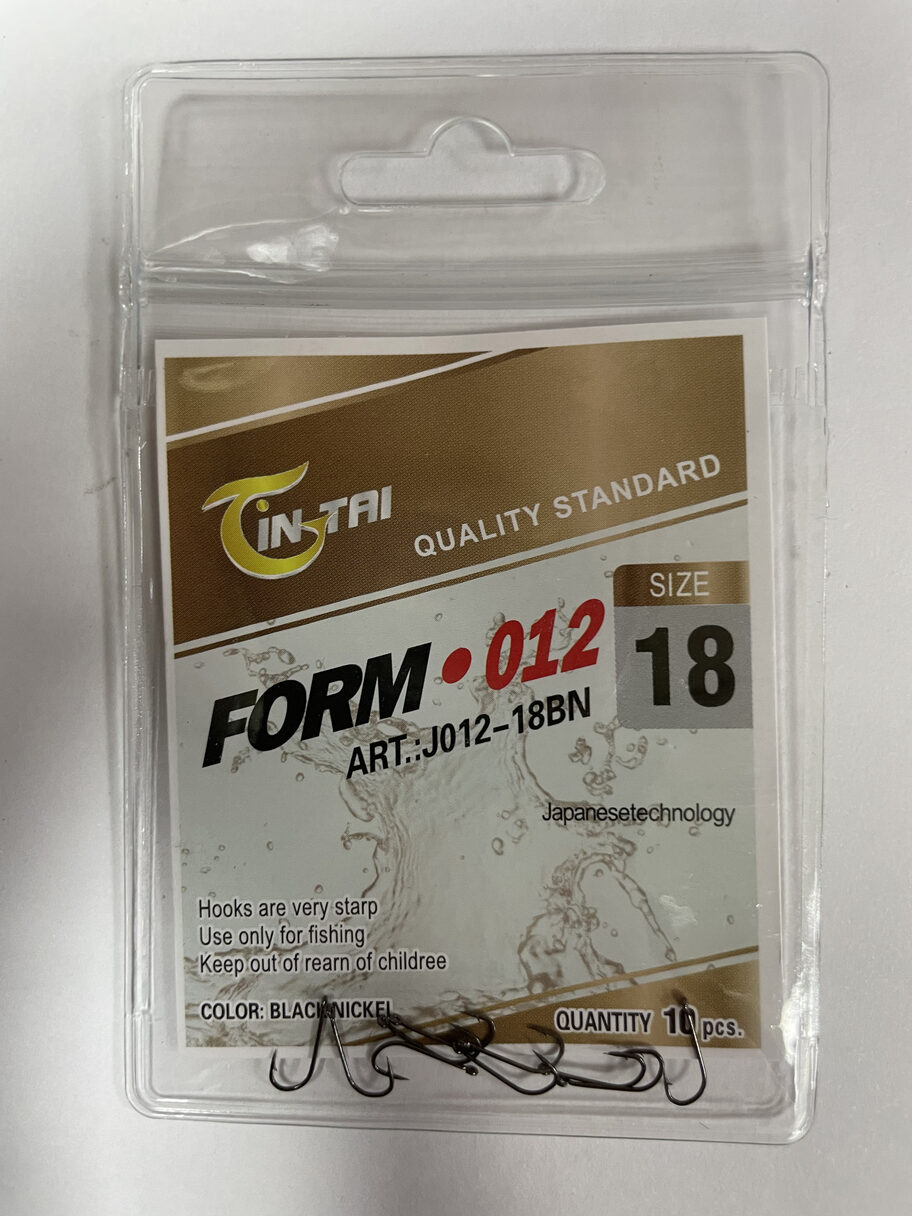 TIN-TAI
QUALITY STANDARD
SIZE
18
FORM•012
ART.:J012-18BN
Japanesetechnology
Hooks are very starp
Use only for fishing
Keep out of rearn of childree
COLOR: BLACK NICKEL
QUANTITY 10 pcs.